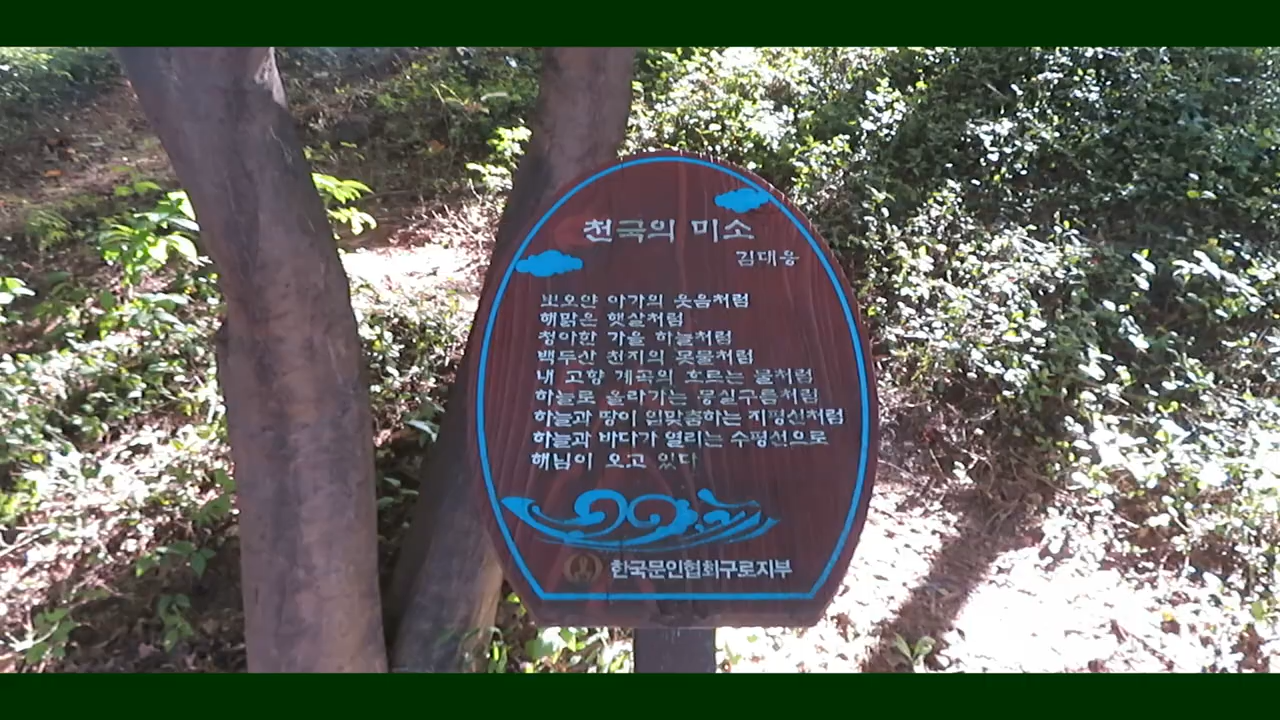 천국의 미소
김대응
뽀오얀 아가의 웃음처럼
해맑은 햇살처럼
청아한 가을 하늘처럼
백두산 천지의 못물처럼
내 고향 계곡의 흐르는 물처럼
하늘로 올라가는 뭉실구름처럼
하늘과 땅이 입맞춤하는 지평선처럼
하늘과 바다가 열리는 수평선으로
해님이 오고 있다
한국문인협회구로지부